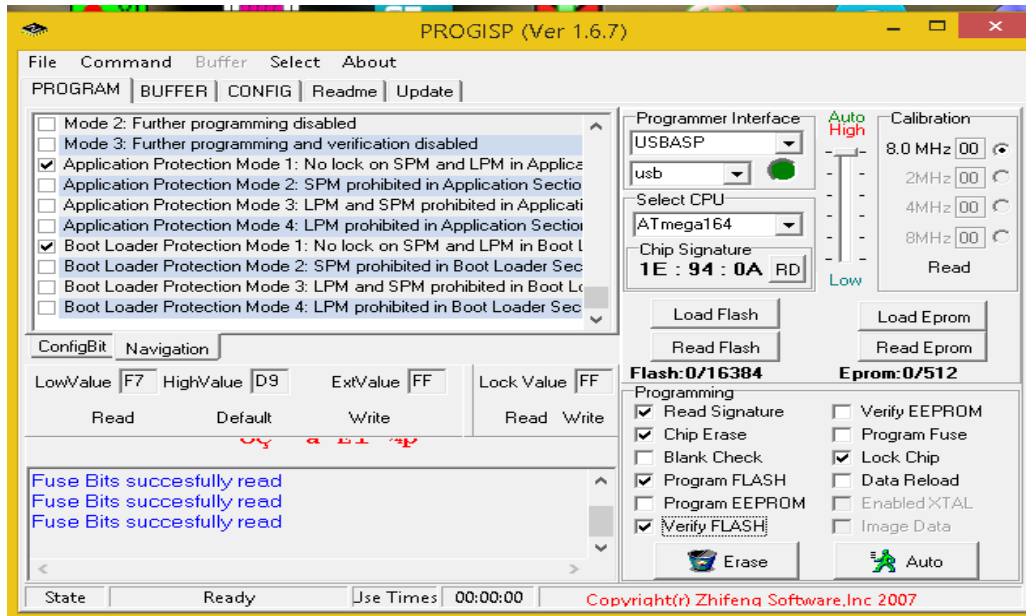 PROGISP (Ver 1.6.7)
File Command Buffer Select About
PROGRAM BUFFER CONFIG Readme Update
Mode 2: Further programming disabled
Mode 3: Further programming and verification disabled
Application Protection Mode 1: No lock on SPM and LPM in Applica
Application Protection Mode 2: SPM prohibited in Application Sectio
Application Protection Mode 3: LPM and SPM prohibited in Applicati
Application Protection Mode 4: LPM prohibited in Application Section
Boot Loader Protection Mode 1: No lock on SPM and LPM in Boot L
Boot Loader Protection Mode 2: SPM prohibited in Boot Loader Sec
Boot Loader Protection Mode 3: LPM and SPM prohibited in Boot Lo
Boot Loader Protection Mode 4: LPM prohibited in Boot Loader Sec
ConfigBit Navigation
LowValue F7 HighValue D9 ExtValue FF Lock Value FF
Read Default Write Read Write
Fuse Bits succesfully read
Fuse Bits succesfully read
Fuse Bits succesfully read
Programmer Interface
USBASP
usb
Select CPU
ATmega164
Chip Signature
1E : 94 : 0A RD
Auto
High
Low
Calibration
8.0 MHz 00
2MHz 00
4MHz 00
8MHz 00
Read
Load Flash Load Eprom
Read Flash Read Eprom
Flash:0/16384 Eprom:0/512
Programming
Read Signature Verify EEPROM
Chip Erase Program Fuse
Blank Check Lock Chip
Program FLASH Data Reload
Program EEPROM Enabled XTAL
Verify FLASH Image Data
Erase Auto
State Ready Use Times 00:00:00 Copyright(r) Zhifeng Software,Inc 2007